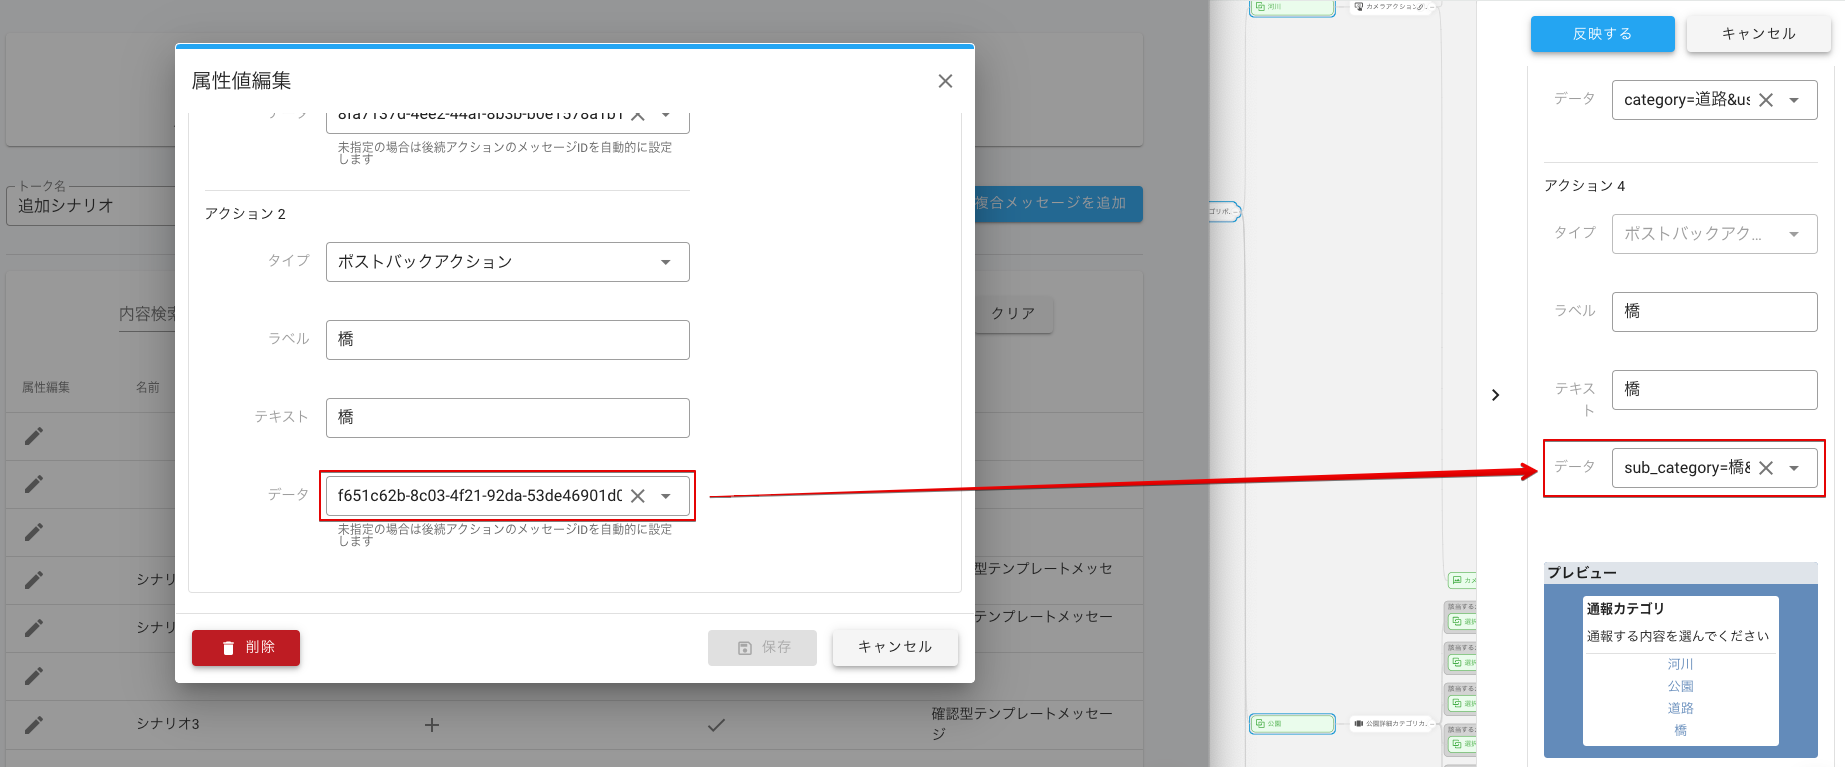 属性値編集
8fa7137d-4ee2-44af-8b3b-b0e1578a1b1
未指定の場合は後続アクションのメッセージIDを自動的に設定
します
アクション 2
タイプ
ポストバックアクション
ラベル
橋
テキスト
橋
データ
f651c62b-8c03-4f21-92da-53de46901d0
未指定の場合は後続アクションのメッセージIDを自動的に設定
します
削除
保存
キャンセル
トーク名
追加シナリオ
複合メッセージを追加
内容検索
クリア
属性編集
名前
シナリ
型テンプレートメッセ
シナリ
テンプレートメッセー
シナリオ3
確認型テンプレートメッセー
ジ
河川
カメラアクション
公園
公園詳細カテゴリカ..
反映する
キャンセル
データ
category=道路&us
アクション 4
タイプ
ポストバックアク...
ラベル
橋
テキス
ト
橋
データ
sub_category=橋&
プレビュー
通報カテゴリ
通報する内容を選んでください
河川
公園
道路
橋